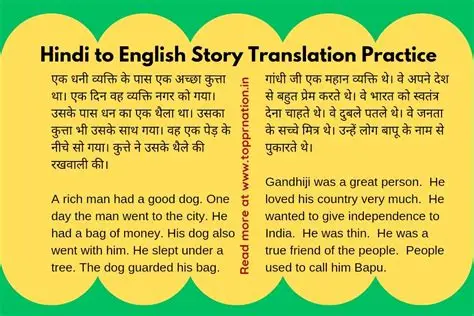 Hindi to English Story Translation Practice
एक धनी व्यक्ति के पास एक अच्छा कुत्ता
था। एक दिन वह व्यक्ति नगर को गया।
उसके पास धन का एक थैला था। उसका
कुत्ता भी उसके साथ गया। वह एक पेड़ के
नीचे सो गया। कुत्ते ने उसके थैले की
रखवाली की।
A rich man had a good dog. One
day the man went to the city. He
had a bag of money. His dog also
went with him. He slept under a
tree. The dog guarded his bag.
Read more at www.topprnation.in
गांधी जी एक महान व्यक्ति थे। वे अपने देश
से बहुत प्रेम करते थे। वे भारत को स्वतंत्र
देना चाहते थे। वे दुबले पतले थे। वे जनता
के सच्चे मित्र थे। उन्हें लोग बापू के नाम से
पुकारते थे।
Gandhiji was a great person. He
loved his country very much. He
wanted to give independence to
India. He was thin. He was a
true friend of the people. People
used to call him Bapu.